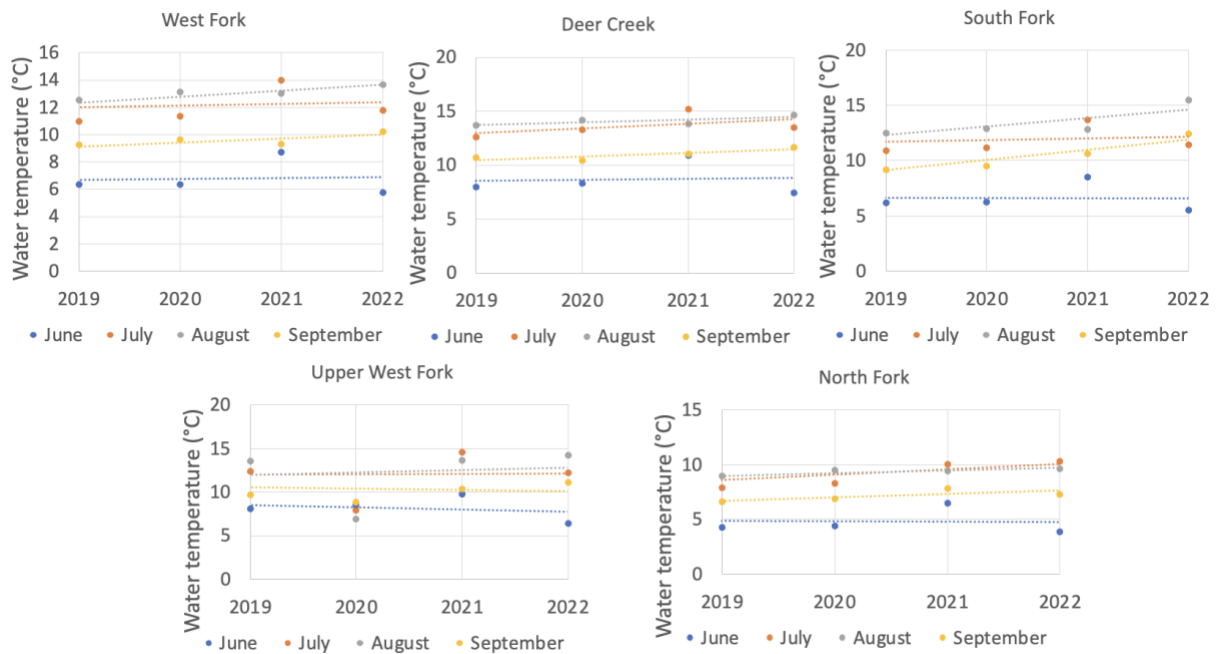 West Fork
Water temperature (°C)
16
14
12
10
8
6
4
2
0
2019 2020 2021 2022
June July August September
Deer Creek
Water temperature (°C)
20
15
10
5
0
2019 2020 2021 2022
June July August September
South Fork
Water temperature (°C)
20
15
10
5
0
2019 2020 2021 2022
June July August September
Upper West Fork
Water temperature (°C)
20
15
10
5
0
2019 2020 2021 2022
June July August September
North Fork
Water temperature (°C)
15
10
5
0
2019 2020 2021 2022
June July August September